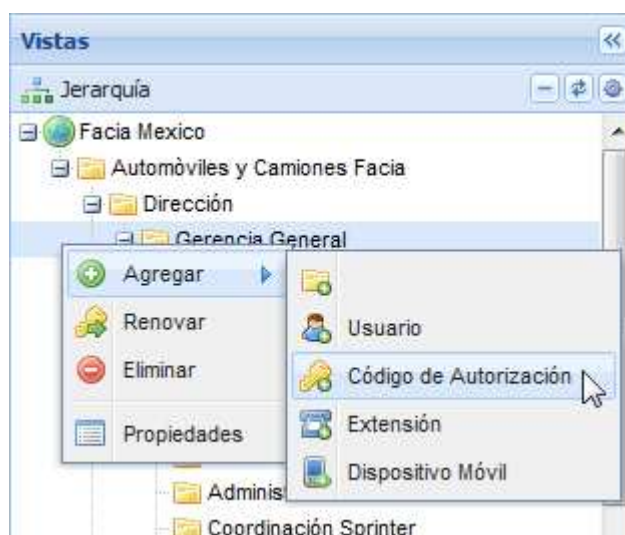 Vistas
Jerarquía
Facia Mexico
Automòviles y Camiones Facia
Dirección
Gerencia General
Agregar
Renovar
Eliminar
Propiedades
Usuario
Código de Autorización
Extensión
Dispositivo Móvil
Adminis
Coordinación Sprinter